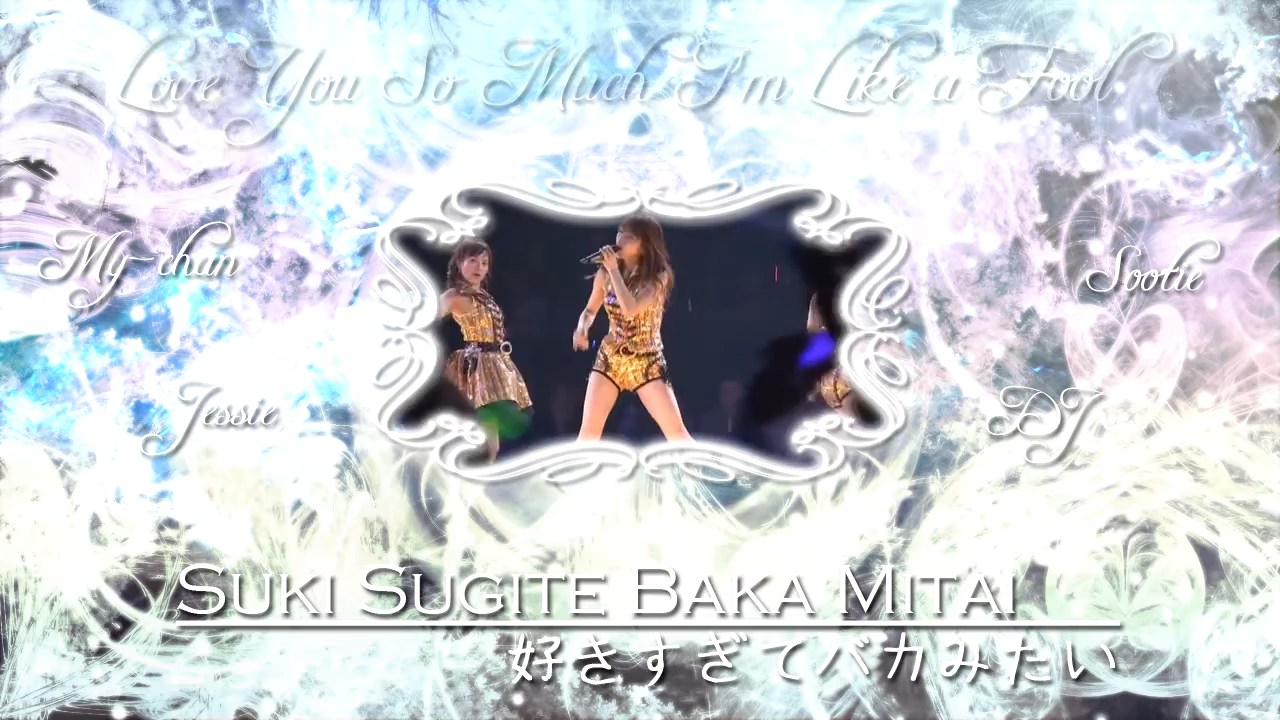 Love You So Much I'm Like a Fool
My-chan
Sootie
Jessie
DJ
Suki Sugite Baka Mitai
好きすぎてバカみたい